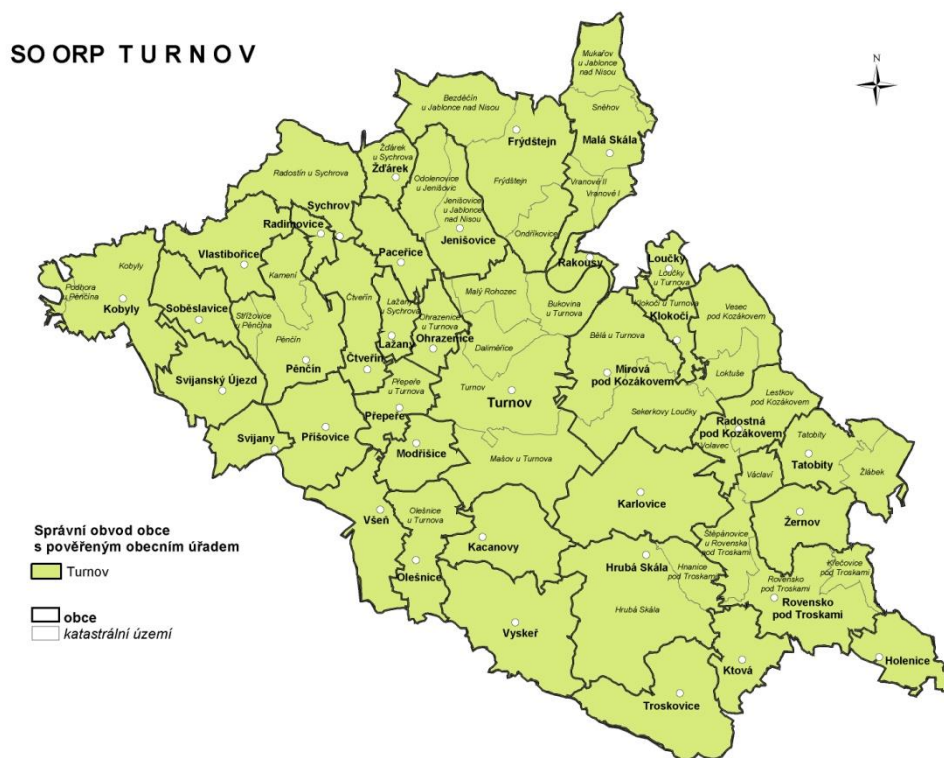 SO ORP TURNOV
N
Mukařov
u Jablonce
nad Nisou
Bezděčín
u Jablonce nad Nisou
Sněhov
Frýdštejn
Malá Skála
Žďárek
u Sychrova
Žďárek
Radostín u Sychrova
Odolenovice
u Jenišovic
Frýdštejn
Vranové II
Vranové I
Jenišovice
u Jablonce
nad Nisou
Sychrov
Radimovice
Jenišovice
Ondříkovice
Vlastibořice
Paceřice
Rakousy
Loučky
Loučky
u Turnova
Kobyly
Kamení
Čtveřín
Malý Rohozec
Podhora
u Pěnčína
Kobyly
Soběslavice
Střížovice
u Pěnčína
Lažany
u Sychrova
Ohrazenice
u Turnova
Bukovina
u Turnova
Klokočí u Turnova
Klokočí
Vesec
pod Kozákovem
Pěnčín
Lažany
Ohrazenice
Daliměřice
Bělá u Turnova
Pěnčín
Čtveřín
Loktuše
Svijanský Újezd
Přepeře
u Turnova
Turnov
Turnov
Mírová
pod Kozákovem
Lestkov
pod Kozákovem
Přepeře
Sekerkovy Loučky
Radostná
pod Kozákovem
Volavec
Svijany
Příšovice
Modřišice
Mašov u Turnova
Tatobity
Tatobity
Václaví
Žlábek
Karlovice
Všeň
Olešnice
u Turnova
Žernov
Správní obvod obce
s pověřeným obecním úřadem
Turnov
Kacanovy
Štěpánovice
u Rovenska
pod Troskami
Hrubá Skála
Hnanice
pod Troskami
Křečovice
pod Troskami
Olešnice
Rovensko
pod Troskami
Rovensko
pod Troskami
Hrubá Skála
obce
katastrální území
Vyskeř
Holenice
Ktová
Troskovice